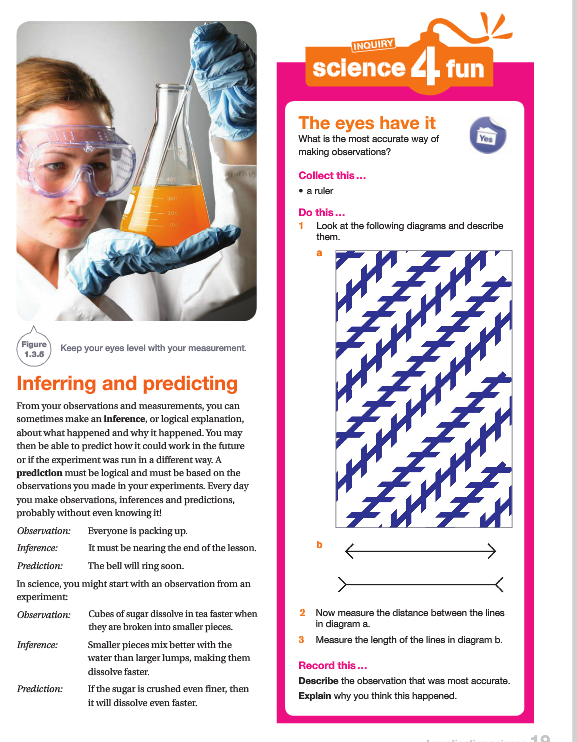 Figure
1.3.5
Keep your eyes level with your measurement.
Inferring and predicting
From your observations and measurements, you can
sometimes make an inference, or logical explanation,
about what happened and why it happened. You may
then be able to predict how it could work in the future
or if the experiment was run in a different way. A
prediction must be logical and must be based on the
observations you made in your experiments. Every day
you make observations, inferences and predictions,
probably without even knowing it!
Observation: Everyone is packing up.
Inference: It must be nearing the end of the lesson.
Prediction: The bell will ring soon.
In science, you might start with an observation from an
experiment:
Observation: Cubes of sugar dissolve in tea faster when
they are broken into smaller pieces.
Inference: Smaller pieces mix better with the
water than larger lumps, making them
dissolve faster.
Prediction: If the sugar is crushed even finer, then
it will dissolve even faster.
INQUIRY
science 4 fun
The eyes have it
Yes
What is the most accurate way of
making observations?
Collect this...
• a ruler
Do this...
1 Look at the following diagrams and describe
them.
a
b
2 Now measure the distance between the lines
in diagram a.
3 Measure the length of the lines in diagram b.
Record this...
Describe the observation that was most accurate.
Explain why you think this happened.